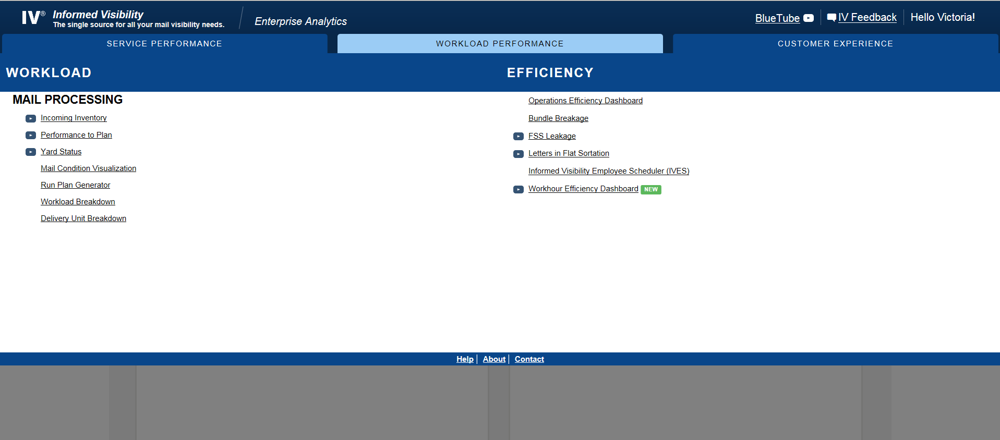 IV® Informed Visibility
The single source for all your mail visibility needs.
Enterprise Analytics
BlueTube
IV Feedback
Hello Victoria!
SERVICE PERFORMANCE
WORKLOAD PERFORMANCE
CUSTOMER EXPERIENCE
WORKLOAD
MAIL PROCESSING
Incoming Inventory
Performance to Plan
Yard Status
Mail Condition Visualization
Run Plan Generator
Workload Breakdown
Delivery Unit Breakdown
EFFICIENCY
Operations Efficiency Dashboard
Bundle Breakage
FSS Leakage
Letters in Flat Sortation
Informed Visibility Employee Scheduler (IVES)
Workhour Efficiency Dashboard NEW
Help | About | Contact